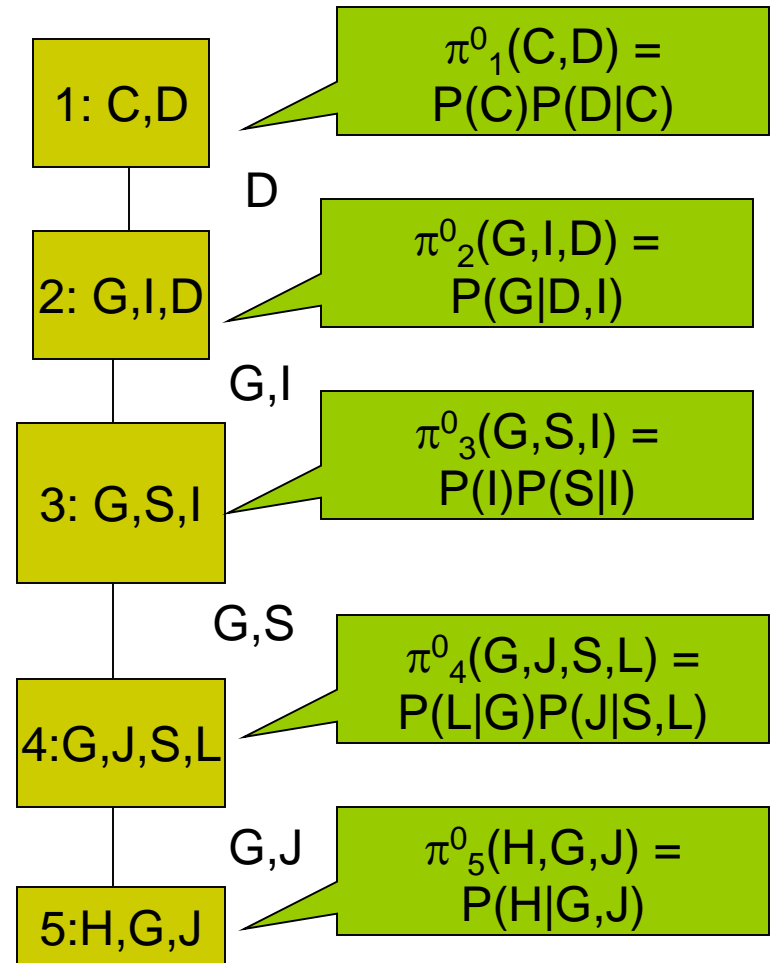 1: C,D
π⁰₁(C,D) =
P(C)P(D|C)
D
2: G,I,D
π⁰₂(G,I,D) =
P(G|D,I)
G,I
3: G,S,I
π⁰₃(G,S,I) =
P(I)P(S|I)
G,S
4:G,J,S,L
π⁰₄(G,J,S,L) =
P(L|G)P(J|S,L)
G,J
5:H,G,J
π⁰₅(H,G,J) =
P(H|G,J)